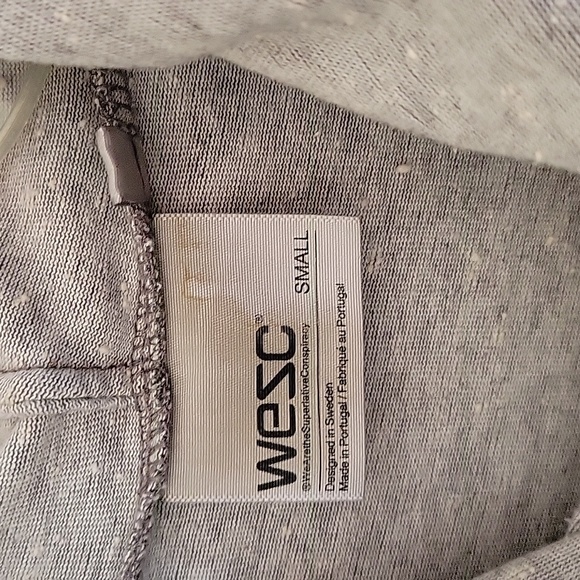 wesc®
©WeAretheSuperlativeConspiracy
SMALL
Designed in Sweden
Made in Portugal / Fabriqué au Portugal